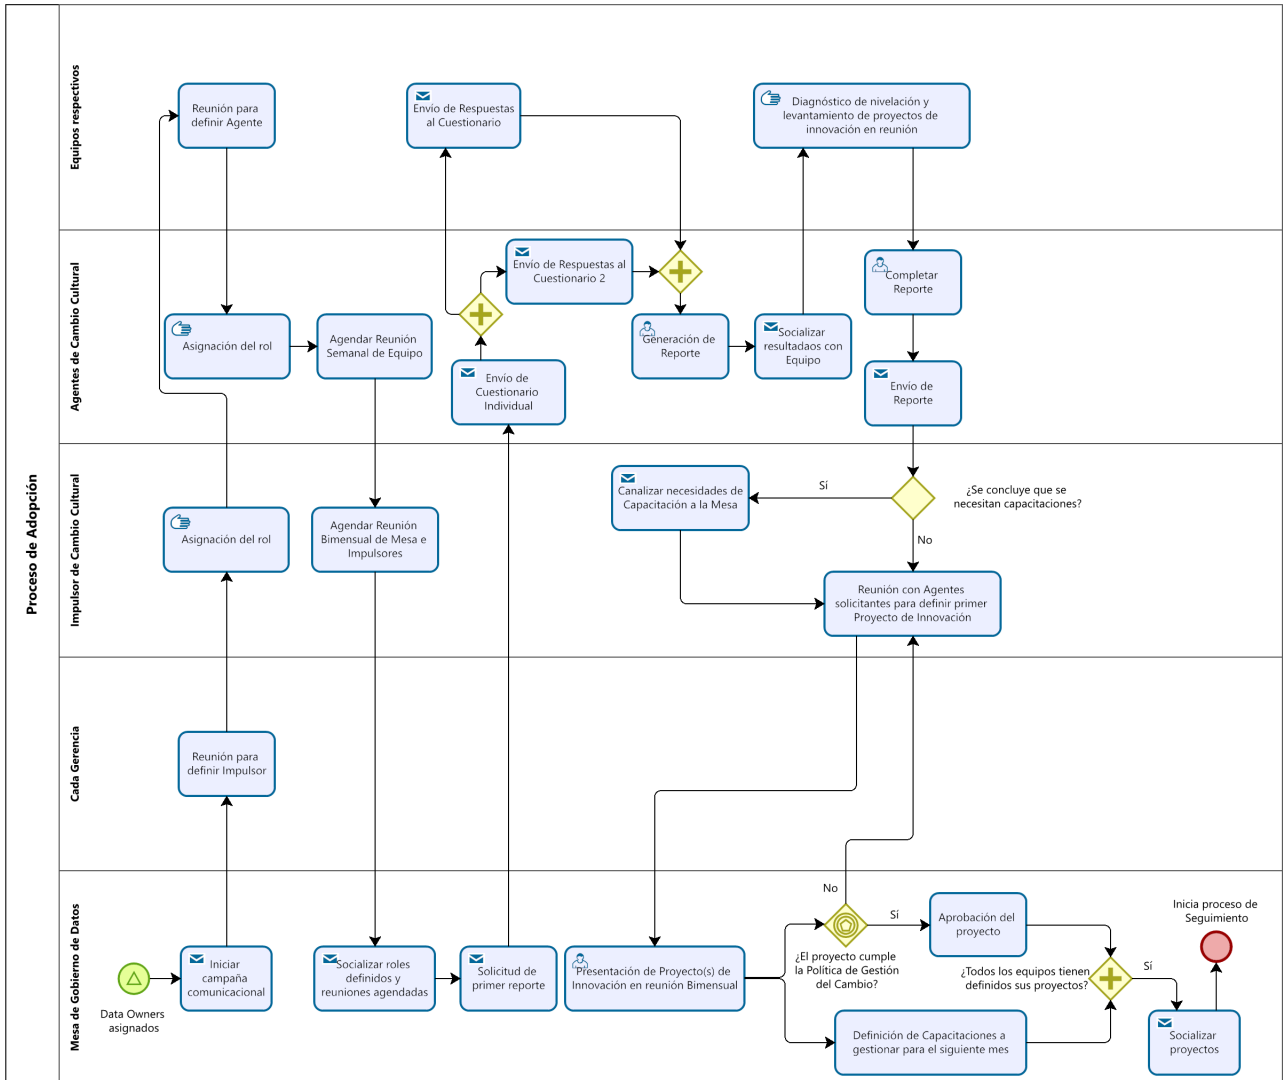 Proceso de Adopción
Equipos respectivos
Reunión para
definir Agente
Envío de Respuestas
al Cuestionario
Diagnóstico de nivelación y
levantamiento de proyectos de
innovación en reunión
Agentes de Cambio Cultural
Envío de Respuestas al
Cuestionario 2
Completar
Reporte
Asignación del rol
Agendar Reunión
Semanal de Equipo
Generación de
Reporte
Socializar
resultadaos con
Equipo
Envío de
Cuestionario
Individual
Envío de
Reporte
Impulsor de Cambio Cultural
Canalizar necesidades de
Capacitación a la Mesa
Sí
¿Se concluye que se
necesitan capacitaciones?
No
Asignación del rol
Agendar Reunión
Bimensual de Mesa e
Impulsores
Reunión con Agentes
solicitantes para definir primer
Proyecto de Innovación
Cada Gerencia
Reunión para
definir Impulsor
Mesa de Gobierno de Datos
Data Owners
asignados
Iniciar
campaña
comunicacional
Socializar roles
definidos y
reuniones agendadas
Solicitud de
primer reporte
Presentación de Proyecto(s) de
Innovación en reunión Bimensual
No
Sí
¿El proyecto cumple
la Política de Gestión
del Cambio?
Aprobación del
proyecto
Definición de Capacitaciones a
gestionar para el siguiente mes
¿Todos los equipos tienen
definidos sus proyectos?
Sí
Inicia proceso de
Seguimiento
Socializar
proyectos